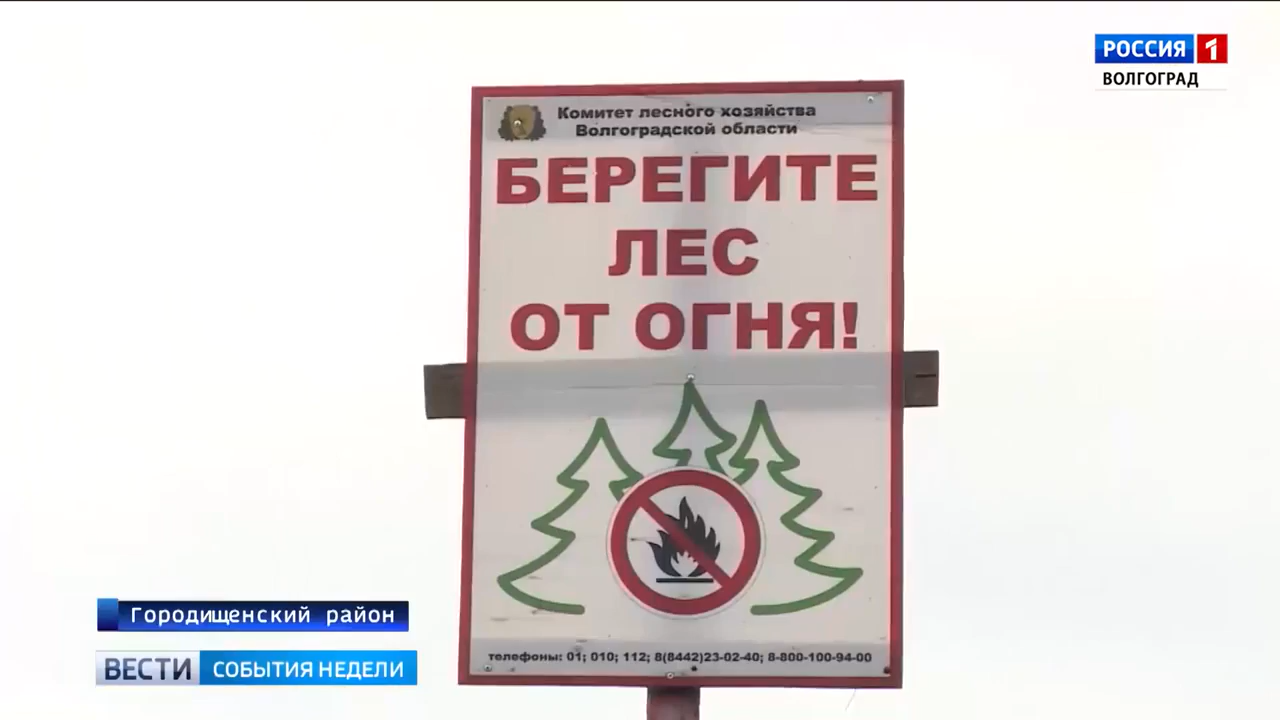 РОССИЯ 1
ВОЛГОГРАД
Комитет лесного хозяйства
Волгоградской области
БЕРЕГИТЕ
ЛЕС
ОТ ОГНЯ!
телефоны: 01; 010; 112; 8(8442)23-02-40; 8-800-100-94-00
Городищенский район
ВЕСТИ СОБЫТИЯ НЕДЕЛИ